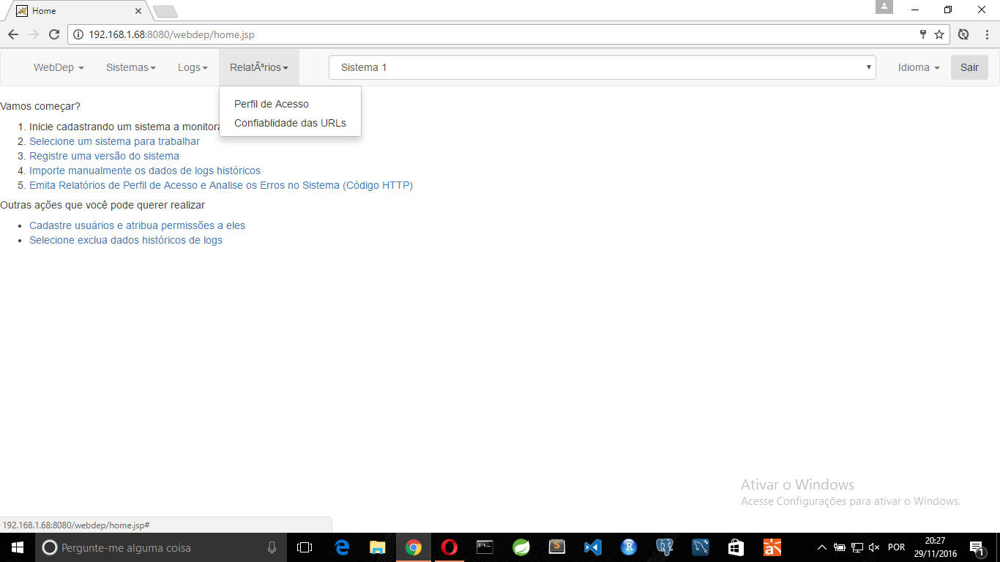 Home
192.168.1.68:8080/webdep/home.jsp
WebDep Sistemas Logs RelatÃ³rios Sistema 1 Idioma Sair
Perfil de Acesso
Confiablidade das URLs
Vamos começar?
1. Inicie cadastrando um sistema a monitora
2. Selecione um sistema para trabalhar
3. Registre uma versão do sistema
4. Importe manualmente os dados de logs históricos
5. Emita Relatórios de Perfil de Acesso e Analise os Erros no Sistema (Código HTTP)
Outras ações que você pode querer realizar
• Cadastre usuários e atribua permissões a eles
• Selecione exclua dados históricos de logs
Ativar o Windows
Acesse Configurações para ativar o Windows.
192.168.1.68:8080/webdep/home.jsp#
Pergunte-me alguma coisa
POR
20:27
29/11/2016
1